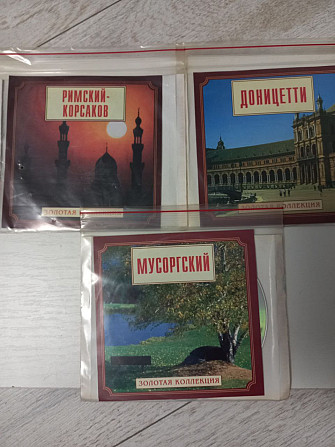 РИМСКИЙ-
КОРСАКОВ
ЗОЛОТАЯ
ДОНИЦЕТТИ
КОЛЛЕКЦИЯ
МУСОРГСКИЙ
ЗОЛОТАЯ КОЛЛЕКЦИЯ